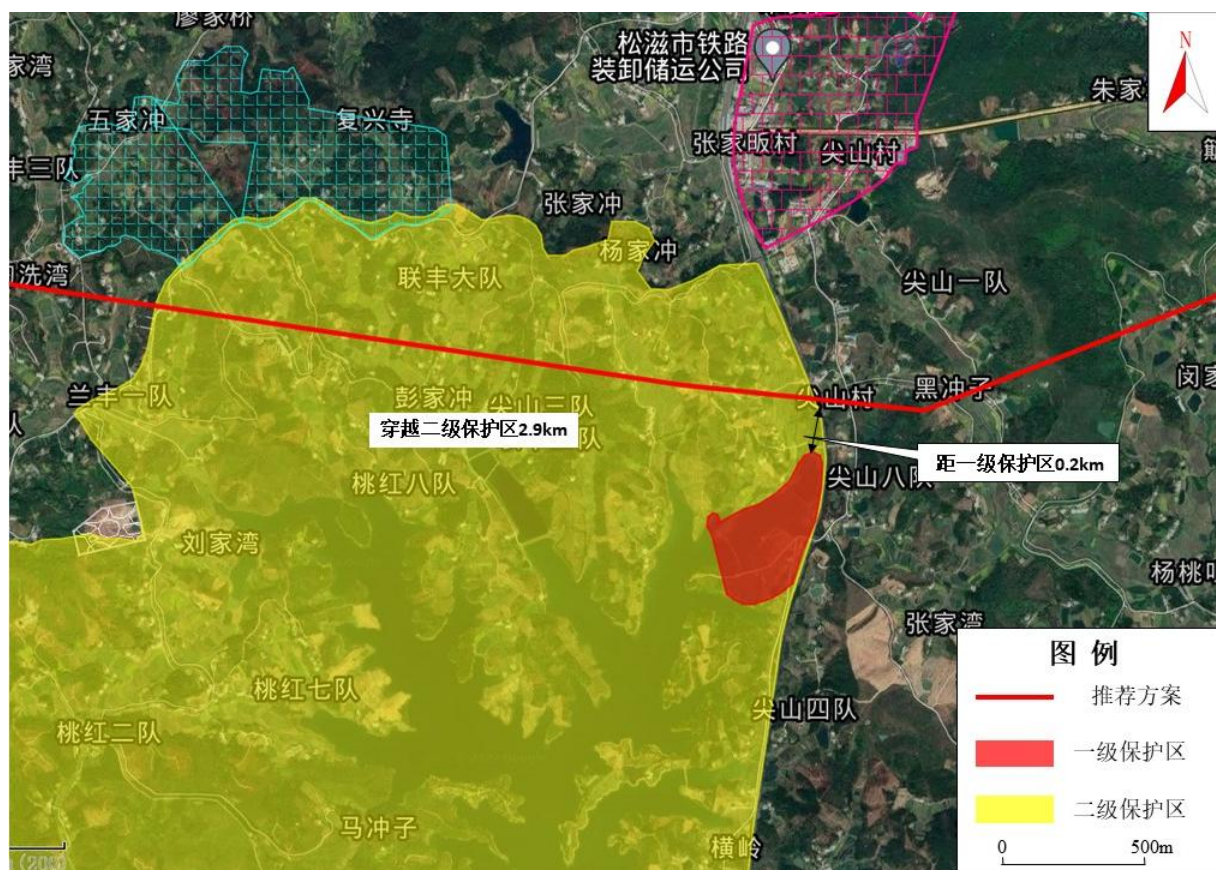 廖家桥
松滋市铁路
装卸储运公司
N
家湾
朱家
五家冲
复兴寺
张家畈村
尖山村
丰三队
张家冲
杨家冲
洗湾
联丰大队
尖山一队
兰丰一队
彭家冲
尖山三队
尖山村
黑冲子
闵家
队
穿越二级保护区2.9km
队
距一级保护区0.2km
桃红八队
尖山八队
刘家湾
杨桃
张家湾
图 例
推荐方案
桃红七队
尖山四队
桃红二队
一级保护区
二级保护区
马冲子
横岭
0
500m